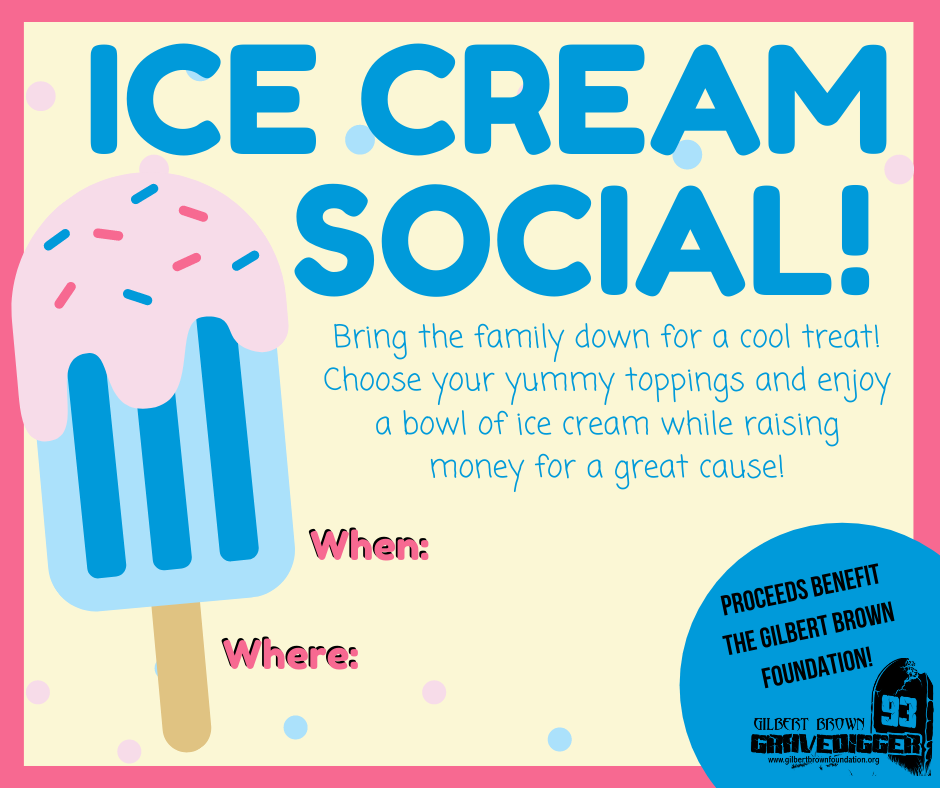 ICE CREAM
SOCIAL!
Bring the family down for a cool treat!
Choose your yummy toppings and enjoy
a bowl of ice cream while raising
money for a great cause!
When:
Where:
PROCEEDS BENEFIT
THE GILBERT BROWN
FOUNDATION!
93
GILBERT BROWN
GRAVEDIGGER
www.gilbertbrownfoundation.org